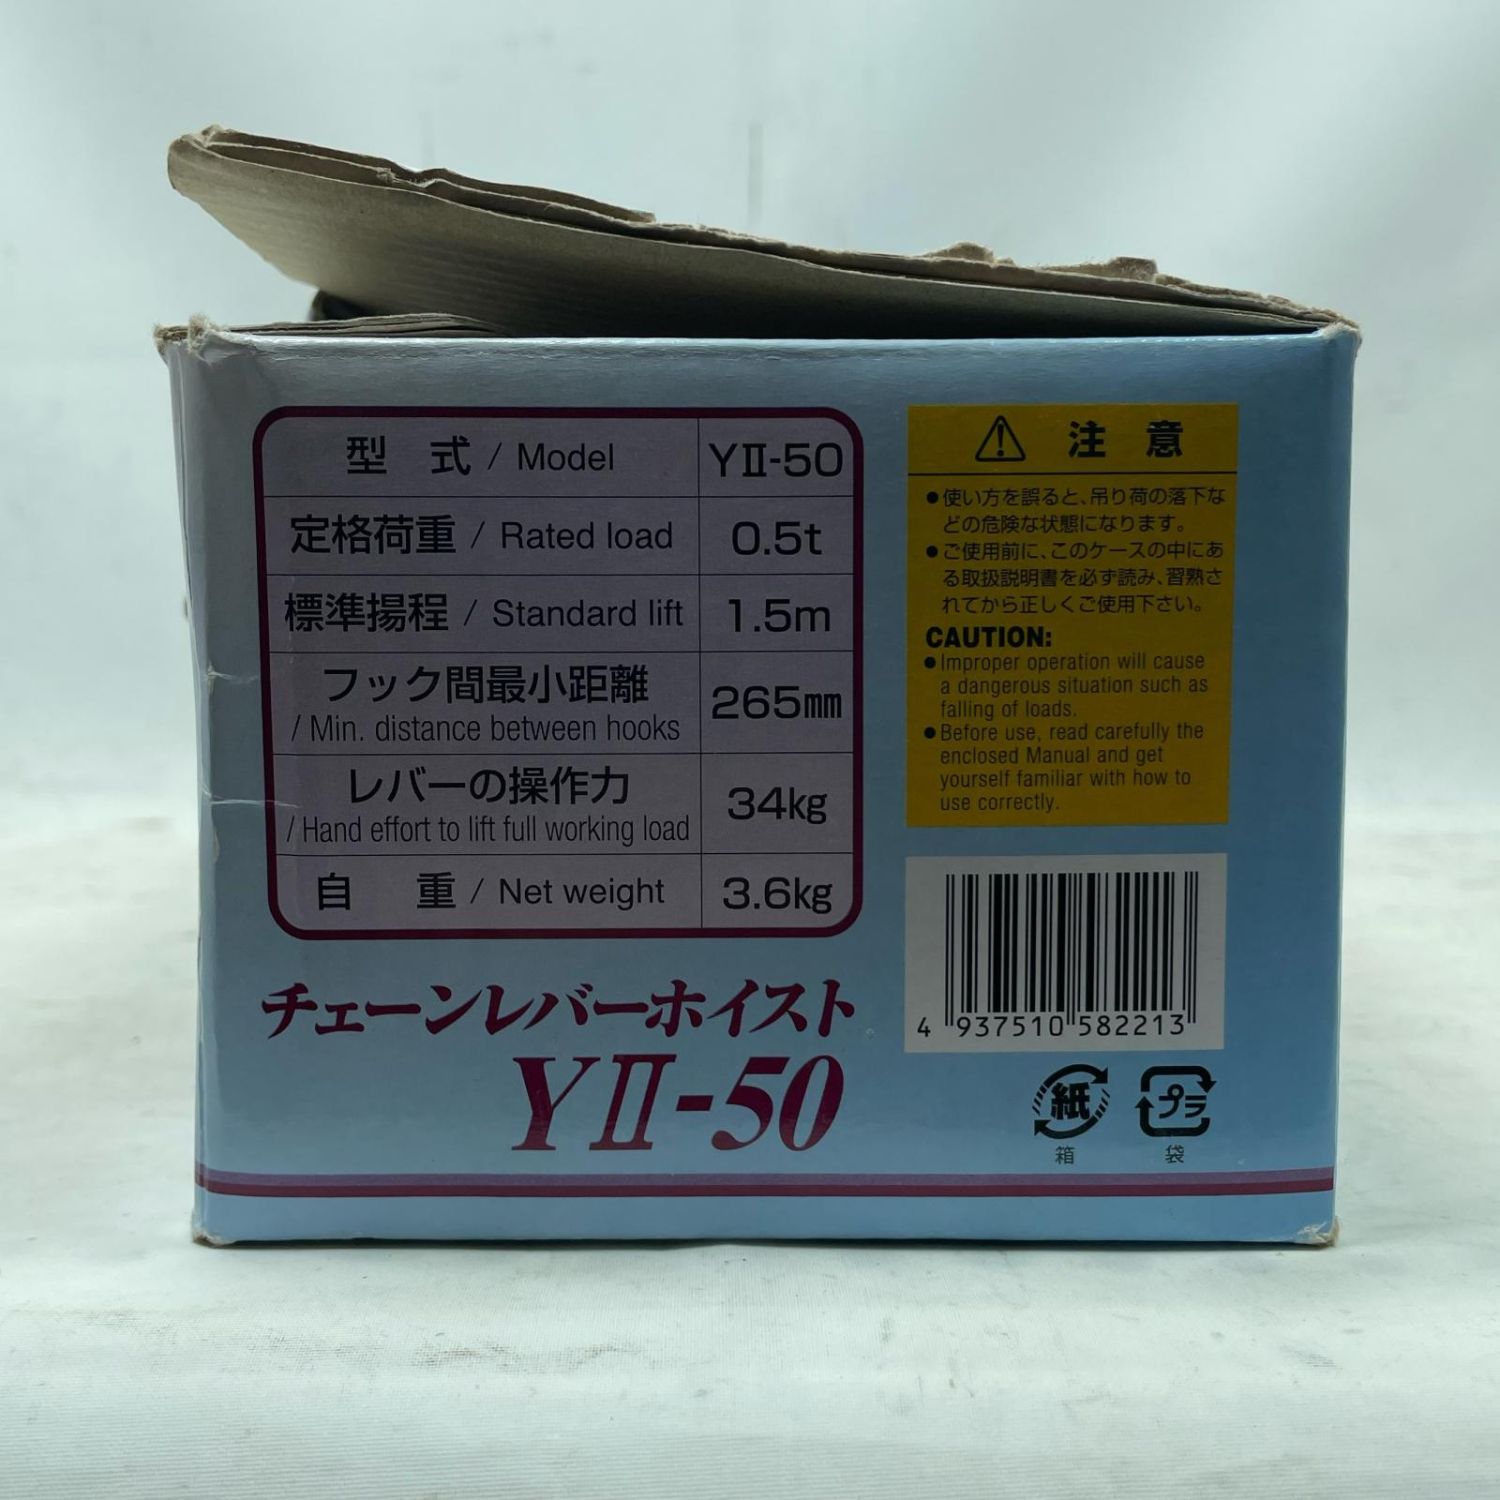 型 式 / Model YⅡ-50
定格荷重 / Rated load 0.5t
標準揚程 / Standard lift 1.5m
フック間最小距離
/ Min. distance between hooks 265㎜
レバーの操作力
/ Hand effort to lift full working load 34㎏
自 重 / Net weight 3.6㎏
チェーンレバーホイスト
YⅡ-50
注 意
●使い方を誤ると、吊り荷の落下な
どの危険な状態になります。
●ご使用前に、このケースの中にあ
る取扱説明書を必ず読み、習熟さ
れてから正しくご使用下さい。
CAUTION:
●Improper operation will cause
a dangerous situation such as
falling of loads.
●Before use, read carefully the
enclosed Manual and get
yourself familiar with how to
use correctly.
4 937510 582213
紙
箱
プラ
袋